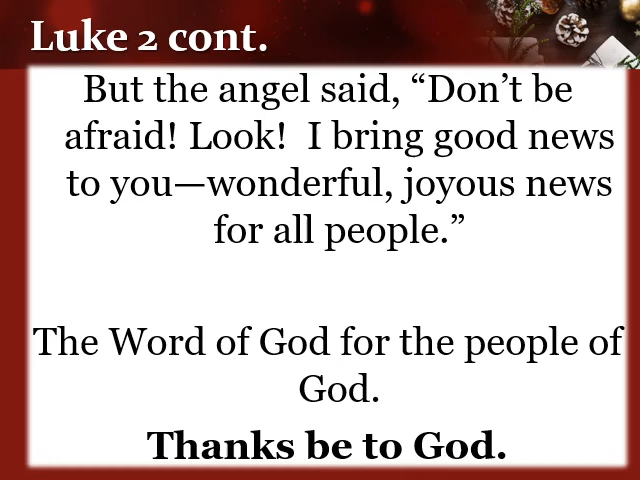 Luke 2 cont.
But the angel said, “Don’t be
afraid! Look!  I bring good news
to you—wonderful, joyous news
for all people.”
The Word of God for the people of
God.
Thanks be to God.